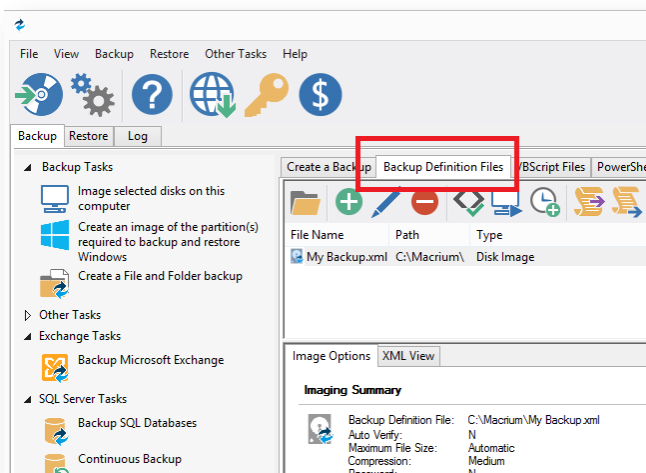 File View Backup Restore Other Tasks Help
Backup Restore Log
Backup Tasks
Image selected disks on this
computer
Create an image of the partition(s)
required to backup and restore
Windows
Create a File and Folder backup
Other Tasks
Exchange Tasks
Backup Microsoft Exchange
SQL Server Tasks
Backup SQL Databases
Continuous Backup
Create a Backup Backup Definition Files VBScript Files PowerShe
File Name Path Type
My Backup.xml C:\Macrium\ Disk Image
Image Options XML View
Imaging Summary
Backup Definition File: C:\Macrium\My Backup.xml
Auto Verify: N
Maximum File Size: Automatic
Compression: Medium